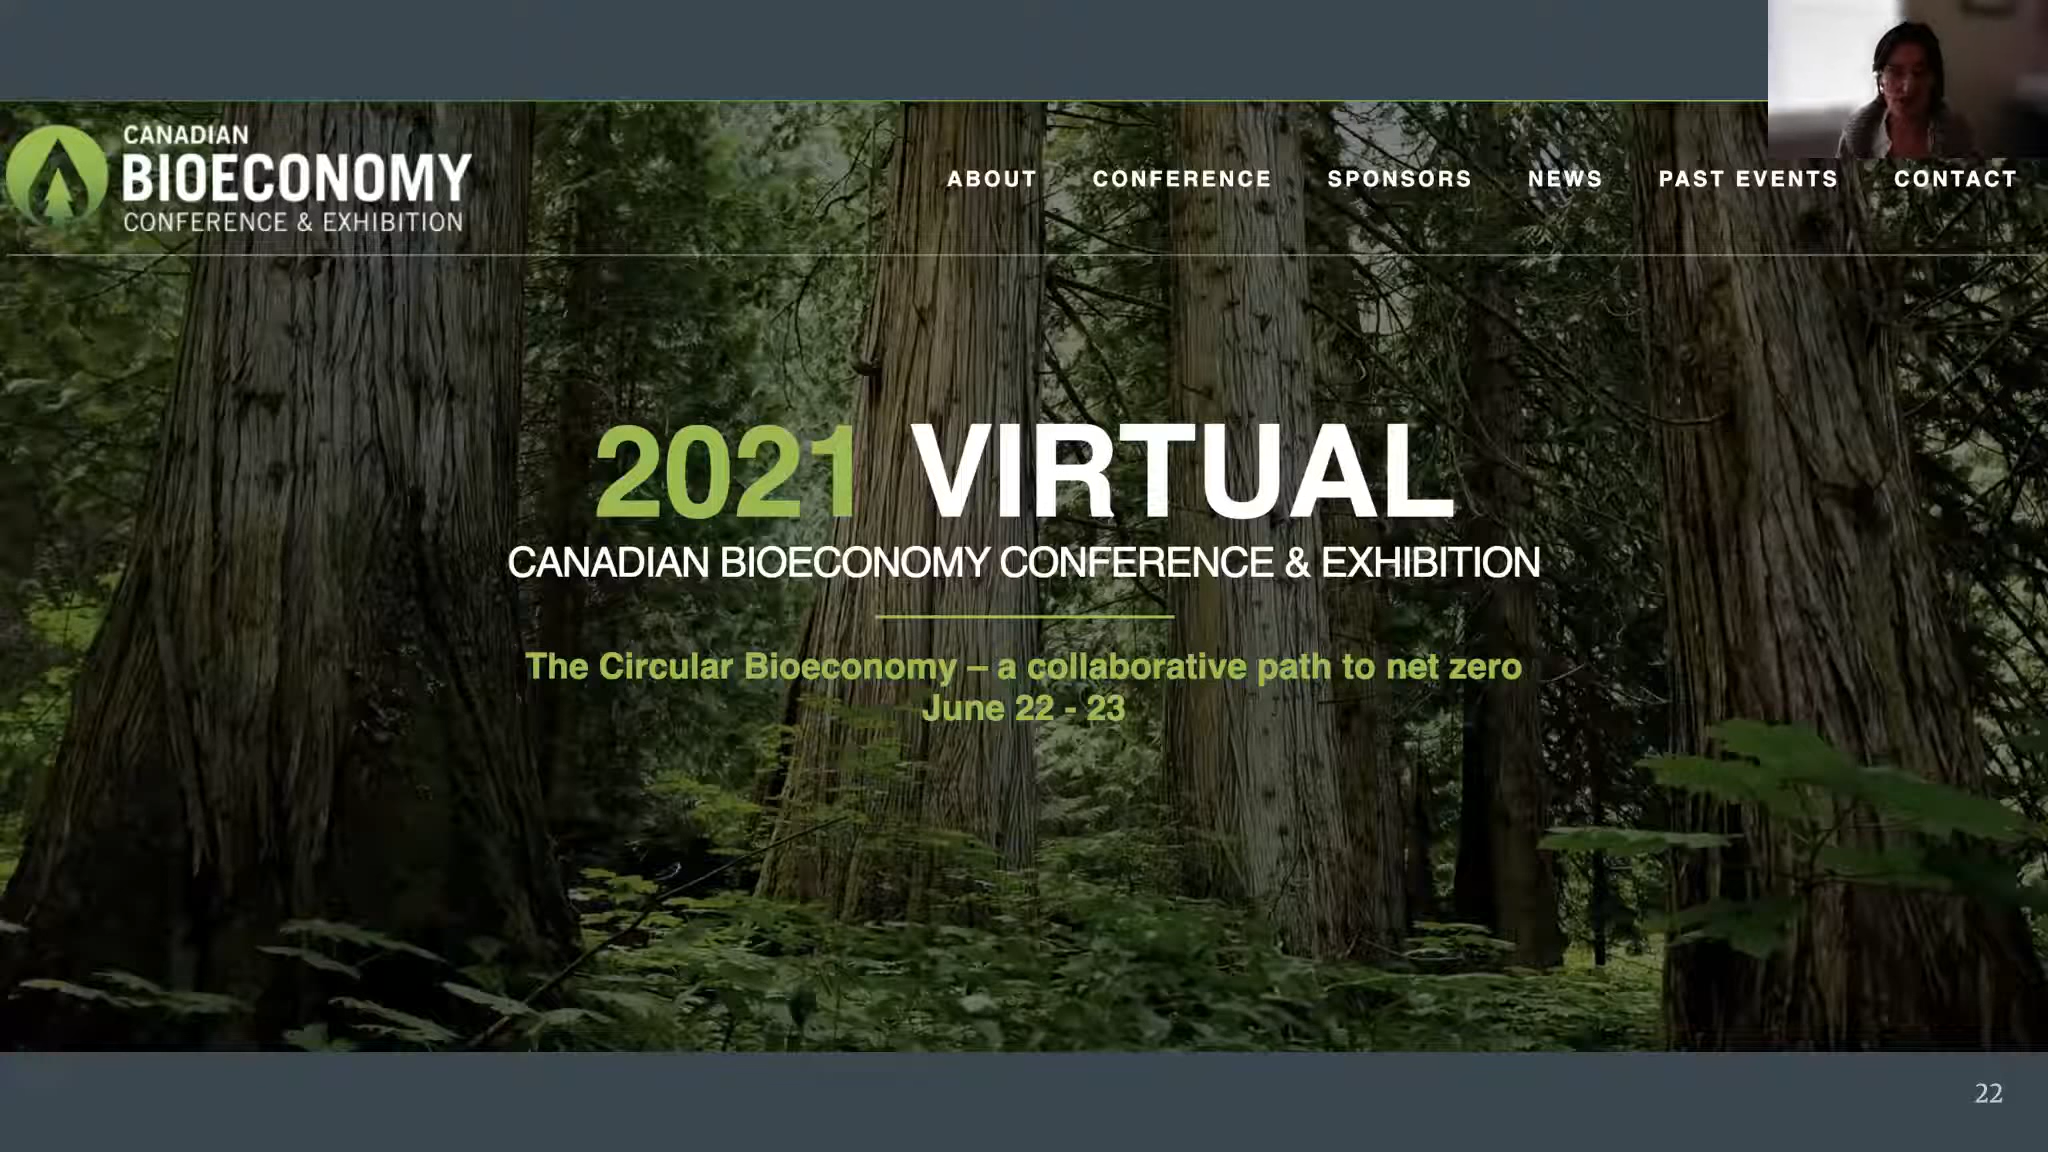 CANADIAN
BIOECONOMY
CONFERENCE & EXHIBITION
ABOUT CONFERENCE SPONSORS NEWS PAST EVENTS CONTACT
2021 VIRTUAL
CANADIAN BIOECONOMY CONFERENCE & EXHIBITION
The Circular Bioeconomy – a collaborative path to net zero
June 22 - 23
22